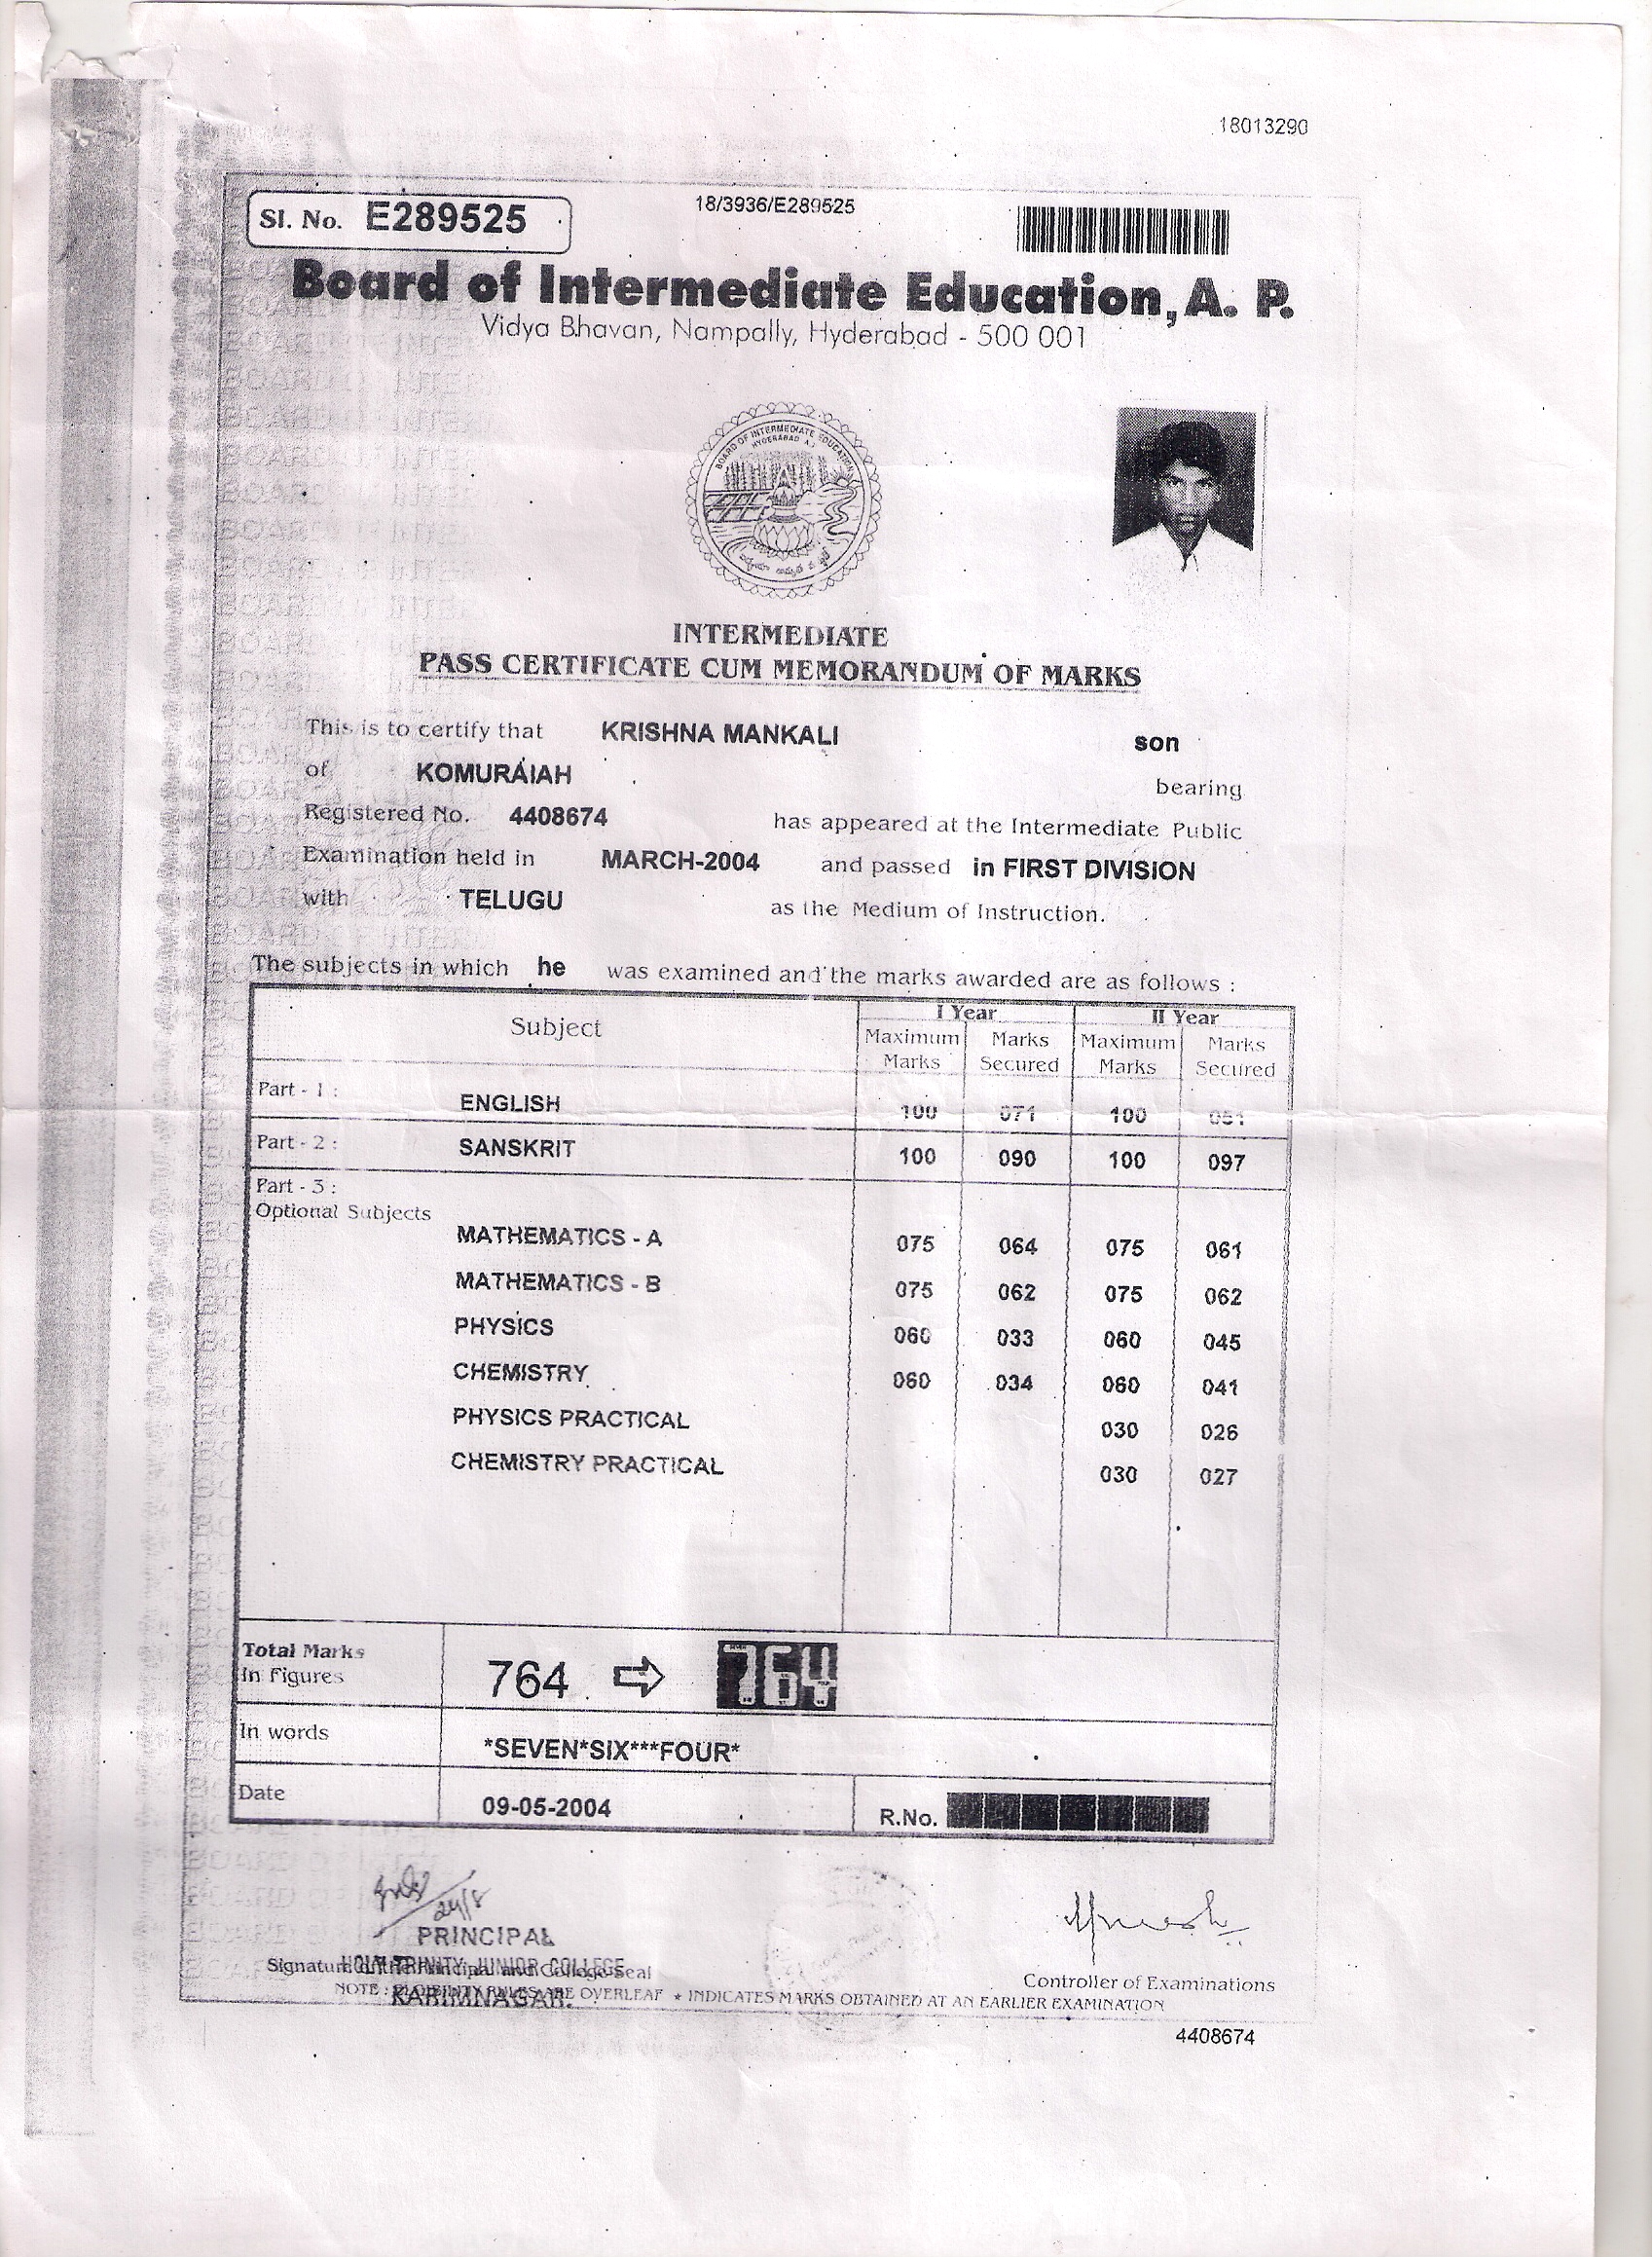 18013290
Sl. No. E289525
18/3936/E289525
Board of Intermediate Education, A. P.
Vidya Bhavan, Nampally, Hyderabad - 500 001
BOARD OF INTERMEDIATE EDUCATION
HYDERABAD
INTERMEDIATE
PASS CERTIFICATE CUM MEMORANDUM OF MARKS
This is to certify that KRISHNA MANKALI son
of KOMURAIAH bearing
Registered No. 4408674 has appeared at the Intermediate Public
Examination held in MARCH-2004 and passed in FIRST DIVISION
with TELUGU as the Medium of Instruction.
The subjects in which he was examined and the marks awarded are as follows :
Subject I Year II Year
Maximum Marks Marks Secured Maximum Marks Marks Secured
Part - 1 : ENGLISH 100 071 100 051
Part - 2 : SANSKRIT 100 090 100 097
Part - 3 :
Optional Subjects
MATHEMATICS - A 075 064 075 061
MATHEMATICS - B 075 062 075 062
PHYSICS 060 033 060 045
CHEMISTRY 060 034 060 041
PHYSICS PRACTICAL 030 026
CHEMISTRY PRACTICAL 030 027
Total Marks
In Figures 764 ⇨ 764
In words *SEVEN*SIX***FOUR*
Date 09-05-2004 R.No.
24/8
PRINCIPAL
HOLY TRINITY JUNIOR COLLEGE
KARIMNAGAR.
Signature of the Principal and College Seal
Controller of Examinations
NOTE : ELIGIBILITY RULES ARE OVERLEAF * INDICATES MARKS OBTAINED AT AN EARLIER EXAMINATION
4408674